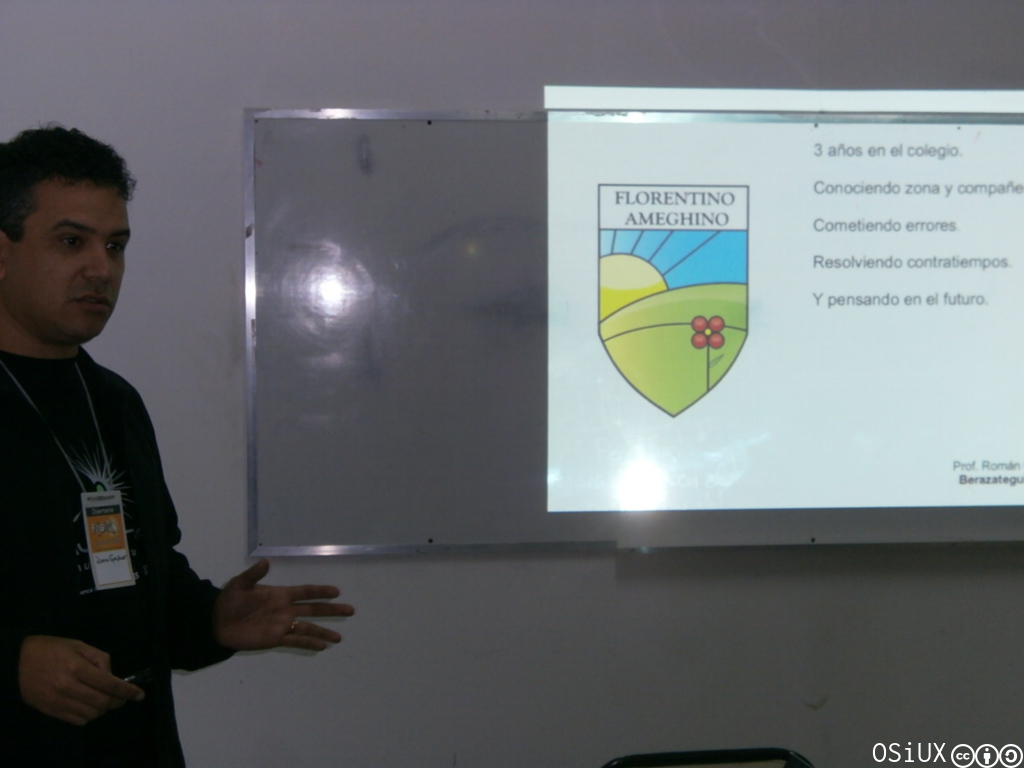 FLORENTINO
AMEGHINO
3 años en el colegio.
Conociendo zona y compañe
Cometiendo errores.
Resolviendo contratiempos.
Y pensando en el futuro.
Prof. Román
Berazategu
OSiUX
cc